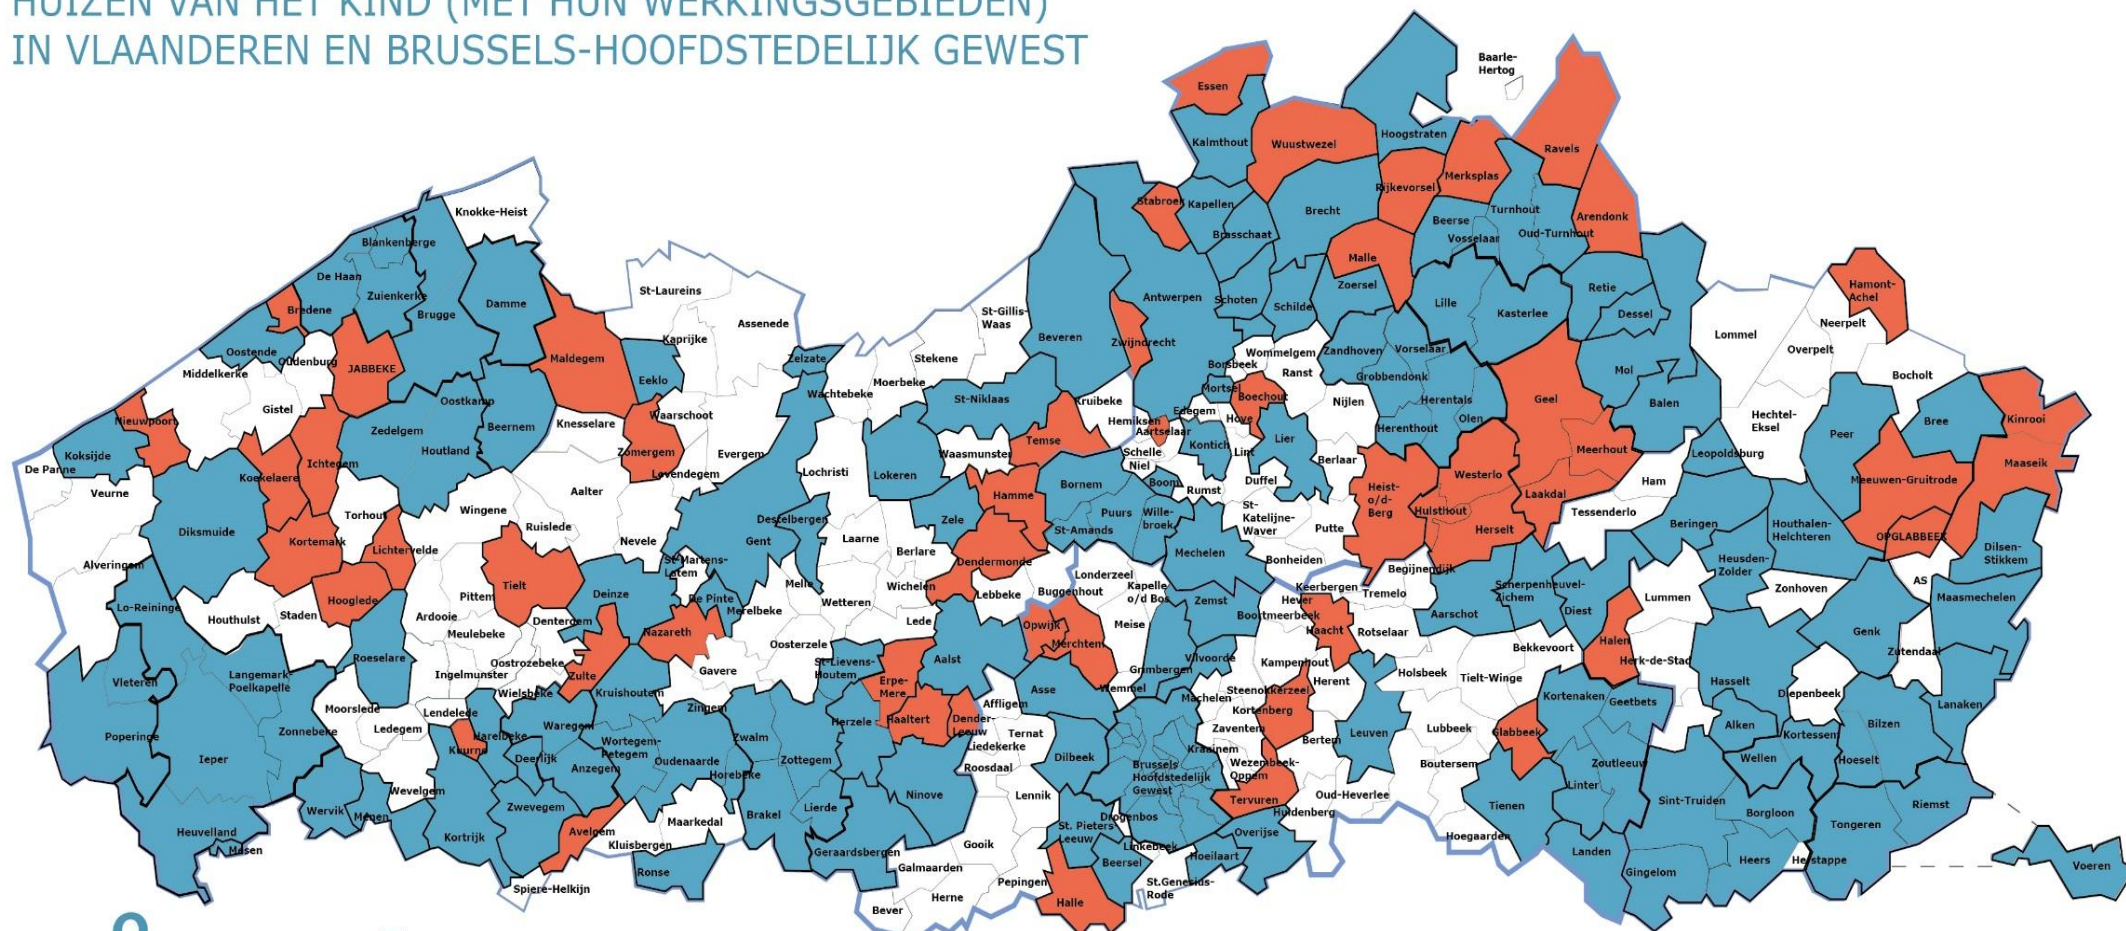 HUIZEN VAN HET KIND (MET HUN WERKINGSGEBIEDEN)
IN VLAANDEREN EN BRUSSELS-HOOFDSTEDELIJK GEWEST
Baarle-
Hertog
Essen
Kalmthout
Wuustwezel
Hoogstraten
Ravels
Merksplas
Rijkevorsel
Stabroek
Kapellen
Brecht
Turnhout
Arendonk
Beerse
Vosselaar
Oud-Turnhout
Brasschaat
Malle
Zoersel
Knokke-Heist
Blankenberge
De Haan
Zuienkerke
Damme
Bredene
Brugge
St-Laureins
Assenede
Kaprijke
St-Gillis-
Waas
Antwerpen
Schoten
Schilde
Lille
Kasterlee
Retie
Dessel
Hamont-
Achel
Neerpelt
Lommel
Overpelt
Bocholt
Oostende
Oudenburg
JABBEKE
Maldegem
Eeklo
Zelzate
Wachtebeke
Moerbeke
Stekene
Beveren
Zwijndrecht
Wommelgem
Borsbeek
Ranst
Zandhoven
Vorselaar
Grobbendonk
Mol
Balen
Middelkerke
Gistel
Nieuwpoort
Oostkamp
Zedelgem
Beernem
Houtland
Knesselare
Waarschoot
Zomergem
Lovendegem
Evergem
St-Niklaas
Kruibeke
Mortsel
Boechout
Edegem
Hove
Hemiksen
Aartselaar
Nijlen
Herentals
Olen
Herenthout
Geel
Meerhout
Hechtel-
Eksel
Peer
Bree
Kinrooi
Koksijde
De Panne
Veurne
Koekelaere
Ichtegem
Lochristi
Lokeren
Waasmunster
Temse
Schelle
Niel
Kontich
Lint
Lier
Berlaar
Leopoldsburg
Maaseik
Meeuwen-Gruitrode
Diksmuide
Torhout
Wingene
Aalter
Ruislede
Nevele
Destelbergen
Gent
Laarne
Zele
Hamme
Bornem
Boom
Rumst
Duffel
Puurs
Wille-
broek
St-Amands
St-
Katelijne-
Waver
Putte
Heist-
o/d-
Berg
Westerlo
Hulsthout
Laakdal
Herselt
Ham
Tessenderlo
Beringen
Houthalen-
Helchteren
OPGLABBEEK
Dilsen-
Stikkem
Kortemark
Lichtervelde
Alveringem
Berlare
Dendermonde
Mechelen
Bonheiden
Heusden-
Zolder
Lo-Reininge
Houthulst
Staden
Hooglede
Tielt
Pittem
Ardooie
Meulebeke
Dentergem
Deinze
St-Martens-
Latem
De Pinte
Melle
Merelbeke
Wetteren
Wichelen
Lebbeke
Buggenhout
Londerzeel
Kapelle
o/d Bos
Meise
Zemst
Keerbergen
Hever
Boortmeerbeek
Haacht
Tremelo
Begijnendijk
Rotselaar
Aarschot
Scherpenheuvel-
Zichem
Diest
Lummen
Zonhoven
AS
Maasmechelen
Genk
Zutendaal
Halen
Herk-de-Stad
Bekkevoort
Nazareth
Gavere
Oosterzele
Lede
Opwijk
Merchtem
Oostrozebeke
Roeselare
Ingelmunster
Zulte
Kruishoutem
St-Lievens-
Houtem
Aalst
Erpe-
Mere
Grimbergen
Vilvoorde
Kampenhout
Holsbeek
Tielt-Winge
Vleteren
Langemark-
Poelkapelle
Wielsbeke
Asse
Wemmel
Machelen
Steenokkerzeel
Herent
Kortenberg
Kortenaken
Geetbets
Hasselt
Diepenbeek
Lanaken
Moorslede
Lendelede
Zingem
Herzele
Haaltert
Dender-
Leeuw
Affligem
Ternat
Liedekerke
Zaventem
Bertem
Leuven
Lubbeek
Glabbeek
Alken
Kortessem
Bilzen
Poperinge
Ieper
Zonnebeke
Ledegem
Kuurne
Harelbeke
Waregem
Deerlijk
Wortegem-
Petegem
Anzegem
Oudenaarde
Horebeke
Zwalm
Zottegem
Roosdaal
Dilbeek
Brussels
Hoofdstedelijk
Gewest
Kraainem
Wezembeek-
Oppem
Boutersem
Zoutleeuw
Linter
Wellen
Hoeselt
Wevelgem
Wervik
Menen
Zwevegem
Kortrijk
Avelgem
Maarkedal
Kluisbergen
Brakel
Lierde
Ninove
Lennik
Tervuren
Oud-Heverlee
Huldenberg
Tienen
Hoegaarden
Sint-Truiden
Borgloon
Riemst
Tongeren
Heuvelland
Mesen
Ronse
Spiere-Helkijn
Geraardsbergen
Galmaarden
Gooik
St. Pieters-
Leeuw
Drogenbos
Linkebeek
Overijse
Hoeilaart
Beersel
Landen
Gingelom
Heers
Herstappe
Voeren
Bever
Herne
Pepingen
Halle
St.Genesius-
Rode